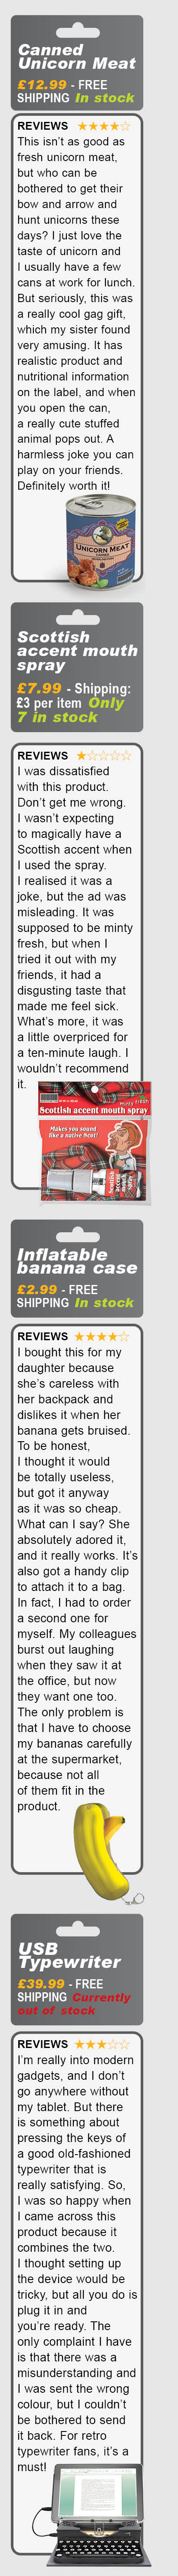 Canned
Unicorn Meat
£12.99 - FREE
SHIPPING In stock
REVIEWS
This isn't as good as
fresh unicorn meat,
but who can be
bothered to get their
bow and arrow and
hunt unicorns these
days? I just love the
taste of unicorn and
I usually have a few
cans at work for lunch.
But seriously, this was
a really cool gag gift,
which my sister found
very amusing. It has
realistic product and
nutritional information
on the label, and when
you open the can,
a really cute stuffed
animal pops out. A
harmless joke you can
play on your friends.
Definitely worth it!
UNICORN MEAT
Scottish
accent mouth
spray
£7.99 - Shipping:
£3 per item Only
7 in stock
REVIEWS
I was dissatisfied
with this product.
Don't get me wrong.
I wasn't expecting
to magically have a
Scottish accent when
I used the spray.
I realised it was a
joke, but the ad was
misleading. It was
supposed to be minty
fresh, but when I
tried it out with my
friends, it had a
disgusting taste that
made me feel sick.
What's more, it was
a little overpriced for
a ten-minute laugh. I
wouldn't recommend
it.
minty fresh
Scottish accent mouth spray
Makes you sound
like a native Scot!
Inflatable
banana case
£2.99 - FREE
SHIPPING In stock
REVIEWS
I bought this for my
daughter because
she's careless with
her backpack and
dislikes it when her
banana gets bruised.
To be honest,
I thought it would
be totally useless,
but got it anyway
as it was so cheap.
What can I say? She
absolutely adored it,
and it really works. It's
also got a handy clip
to attach it to a bag.
In fact, I had to order
a second one for
myself. My colleagues
burst out laughing
when they saw it at
the office, but now
they want one too.
The only problem is
that I have to choose
my bananas carefully
at the supermarket,
because not all
of them fit in the
product.
USB
Typewriter
£39.99 - FREE
SHIPPING Currently
out of stock
REVIEWS
I'm really into modern
gadgets, and I don't
go anywhere without
my tablet. But there
is something about
pressing the keys of
a good old-fashioned
typewriter that is
really satisfying. So,
I was so happy when
I came across this
product because it
combines the two.
I thought setting up
the device would be
tricky, but all you do is
plug it in and
you're ready. The
only complaint I have
is that there was a
misunderstanding and
I was sent the wrong
colour, but I couldn't
be bothered to send
it back. For retro
typewriter fans, it's a
must!